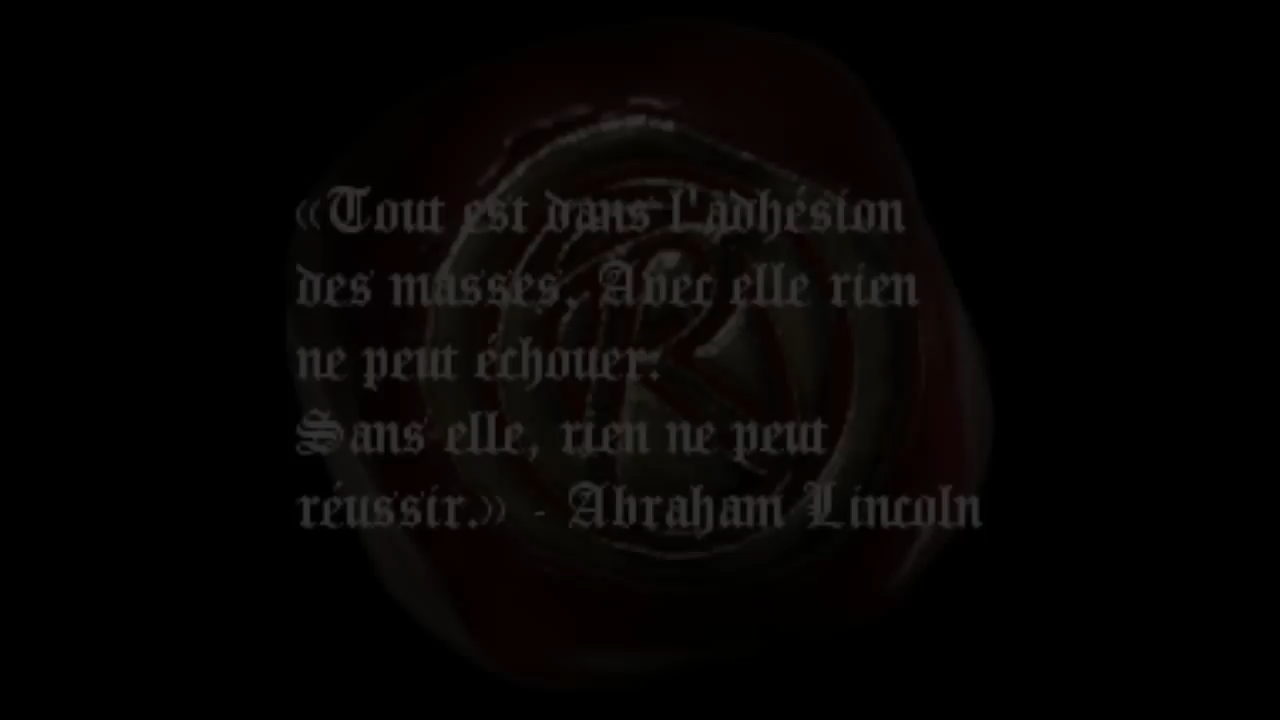 «Tout est dans l'adhésion
des masses. Avec elle rien
ne peut échouer.
Sans elle, rien ne peut
réussir.» - Abraham Lincoln
R